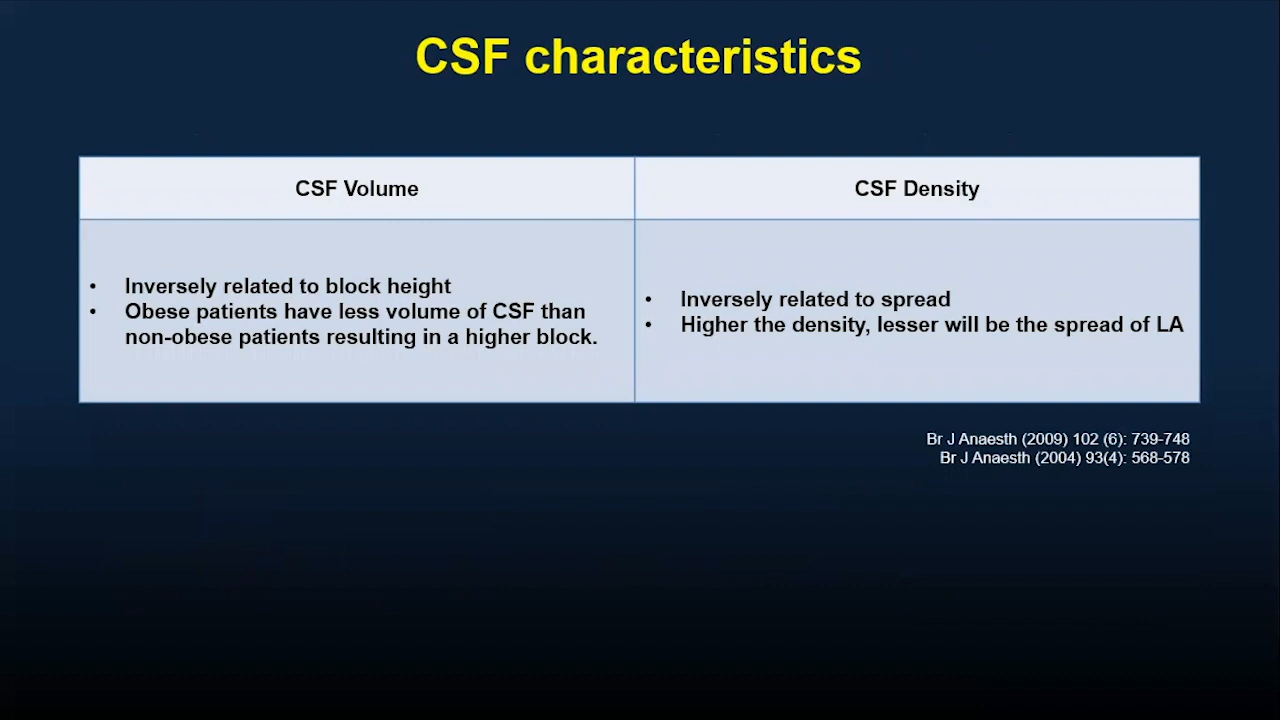 CSF characteristics
CSF Volume
CSF Density
• Inversely related to block height
• Obese patients have less volume of CSF than
non-obese patients resulting in a higher block.
• Inversely related to spread
• Higher the density, lesser will be the spread of LA
Br J Anaesth (2009) 102 (6): 739-748
Br J Anaesth (2004) 93(4): 568-578